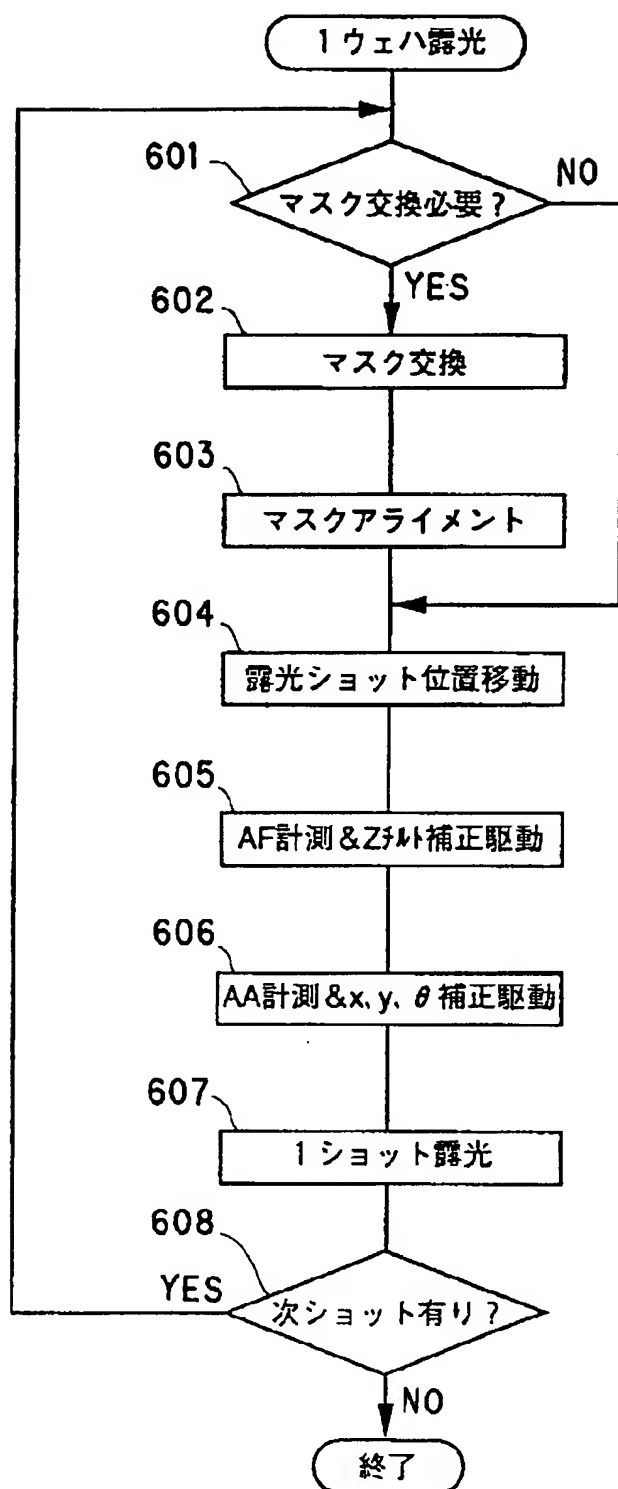 1ウェハ露光
601
マスク交換必要?
NO
YES
602
マスク交換
603
マスクアライメント
604
露光ショット位置移動
605
AF計測&Zチルト補正駆動
606
AA計測&x, y, θ補正駆動
607
1ショット露光
608
YES
次ショット有り?
NO
終了